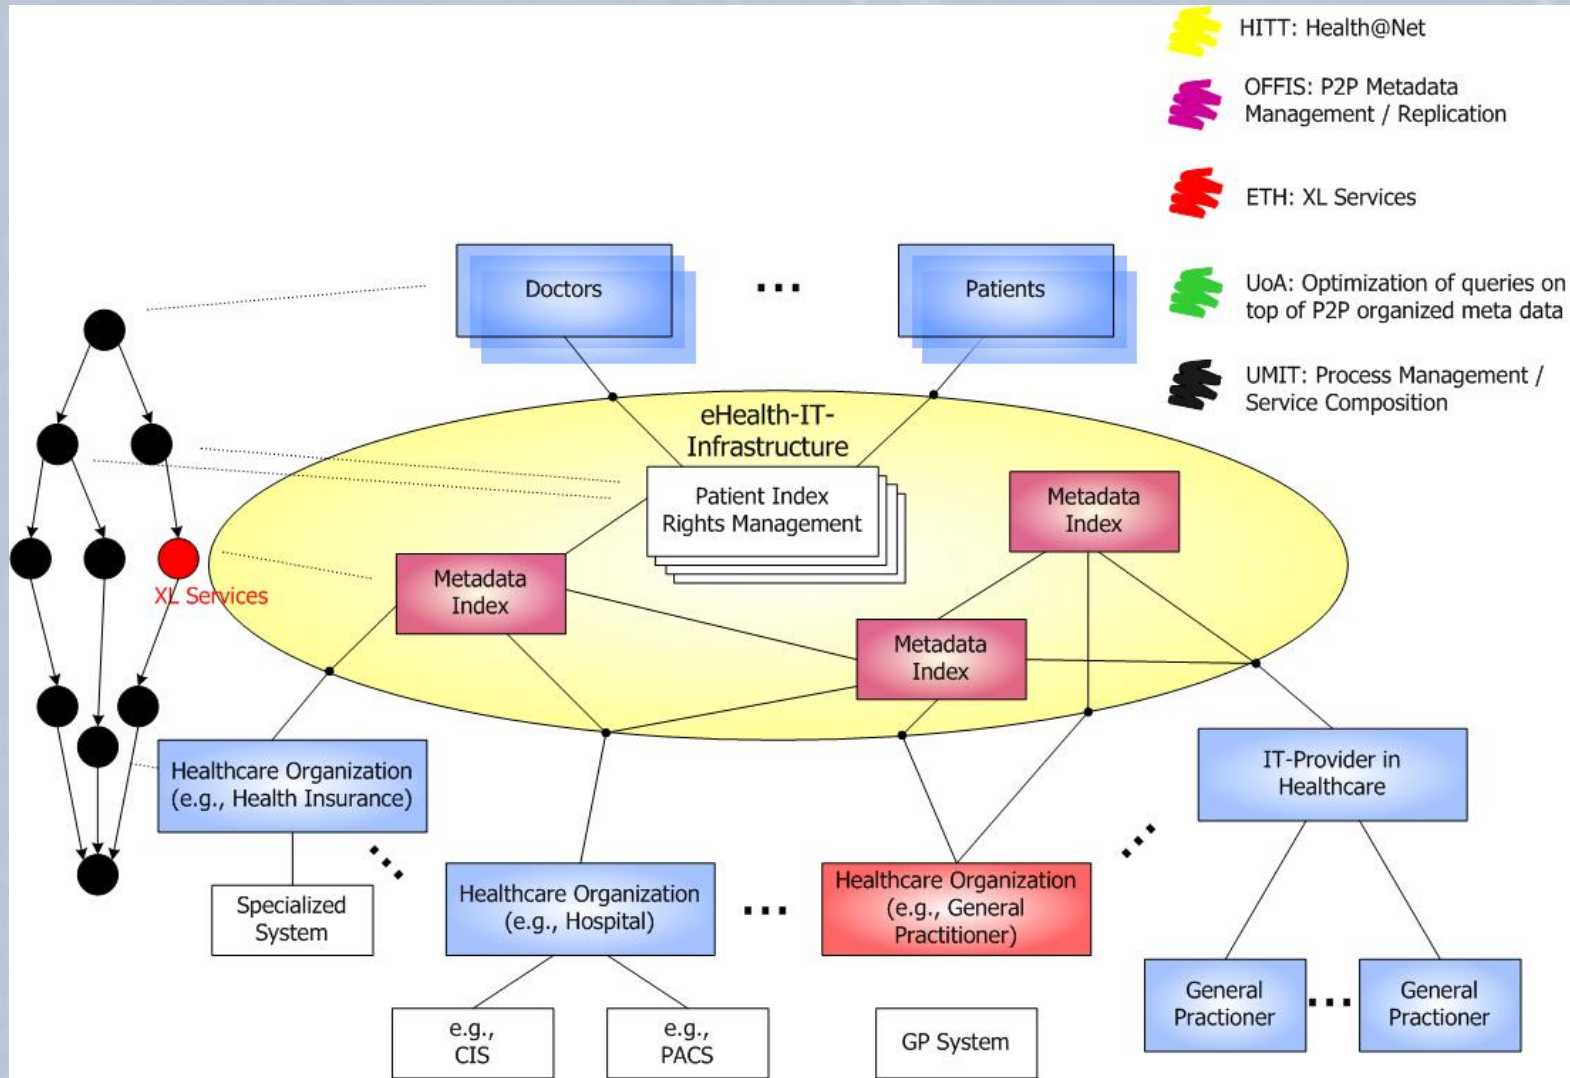 HITT: Health@Net
OFFIS: P2P Metadata
Management / Replication
ETH: XL Services
UoA: Optimization of queries on
top of P2P organized meta data
UMIT: Process Management /
Service Composition
Doctors
...
Patients
eHealth-IT-
Infrastructure
Patient Index
Rights Management
Metadata
Index
Metadata
Index
XL Services
Metadata
Index
Healthcare Organization
(e.g., Health Insurance)
IT-Provider in
Healthcare
Specialized
System
Healthcare Organization
(e.g., Hospital)
...
Healthcare Organization
(e.g., General
Practitioner)
e.g.,
CIS
e.g.,
PACS
GP System
General
Practioner
...
General
Practioner